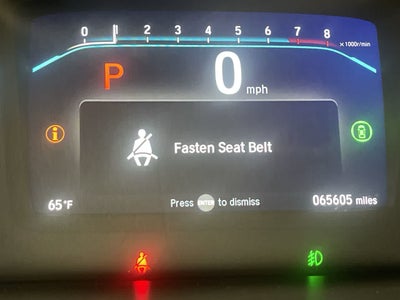 0 1 2 3 4 5 6 7 8 ×1000r/min
P 0 mph
Fasten Seat Belt
65°F Press ENTER to dismiss 065605 miles